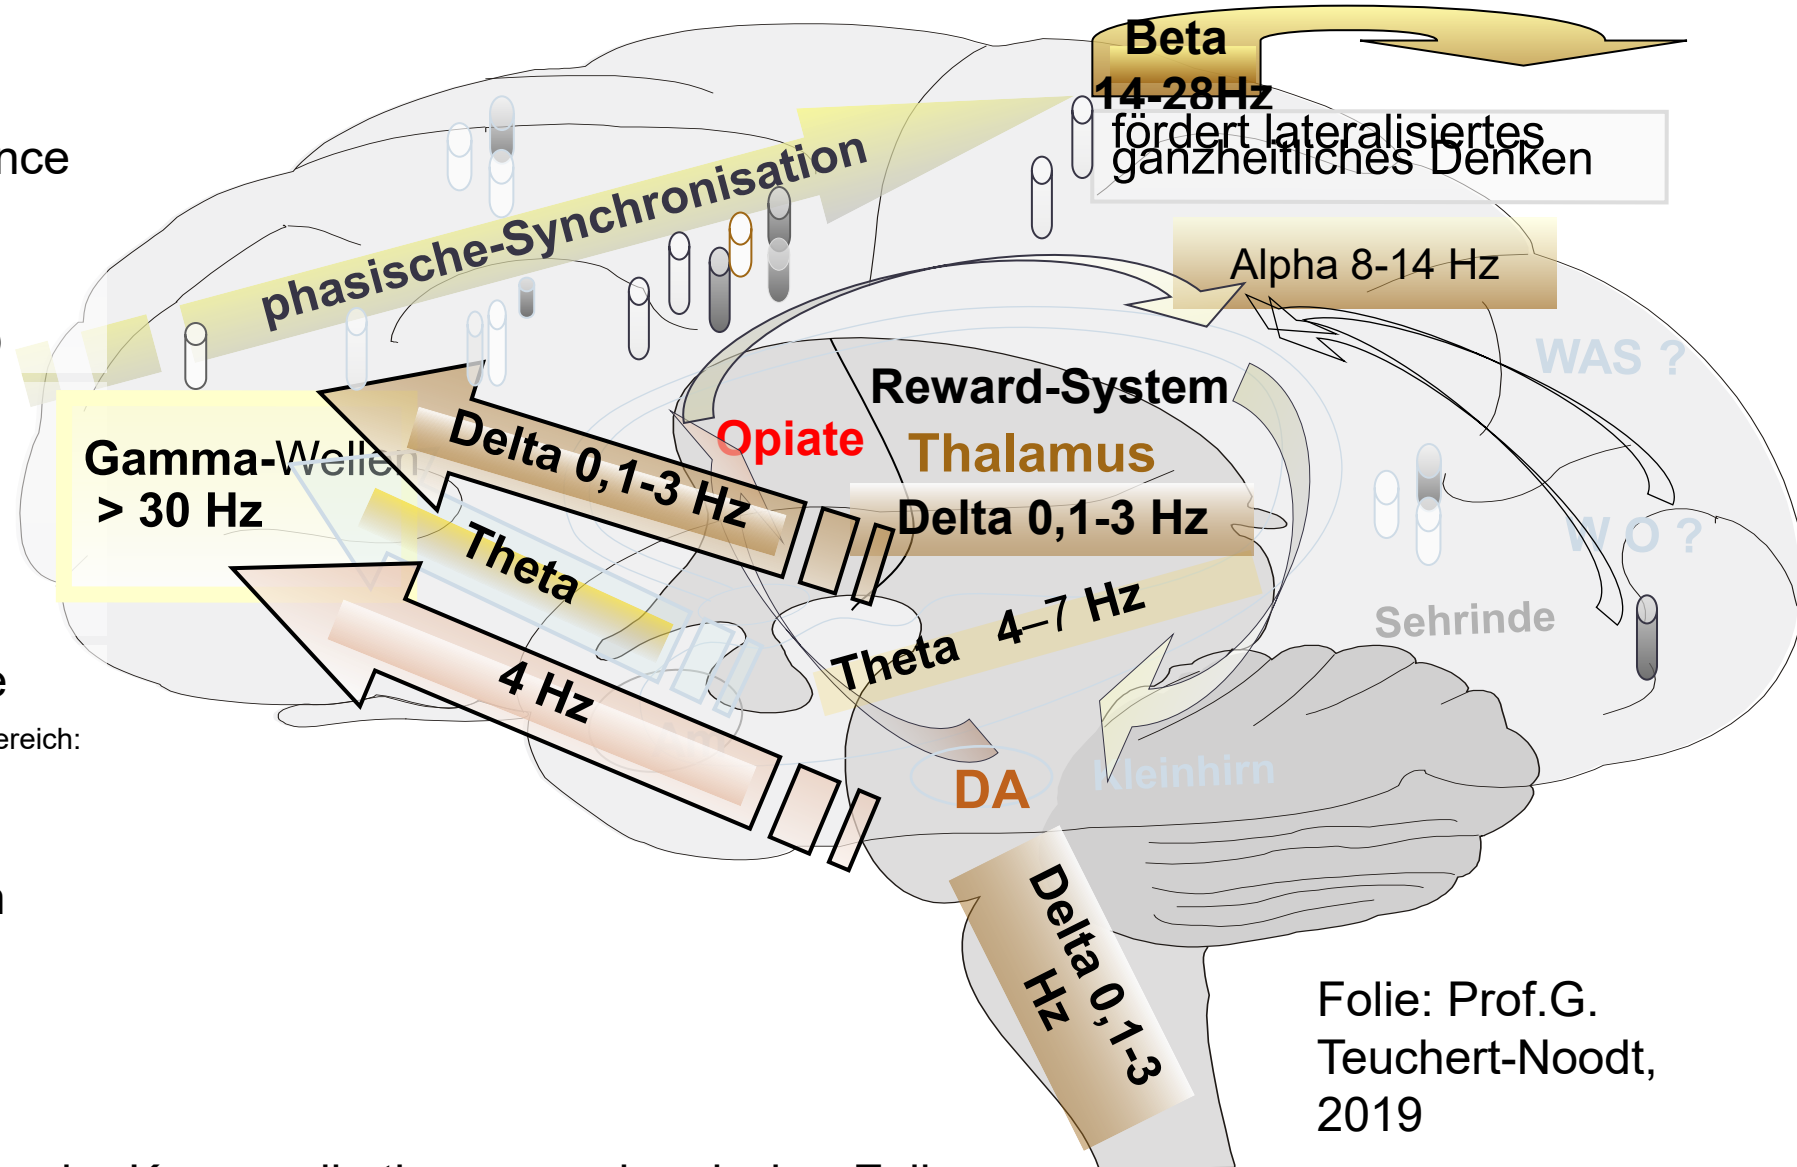 Beta
14-28Hz
fördert lateralisiertes
ganzheitliches Denken
nce
phasische-Synchronisation
Alpha 8-14 Hz
WAS ?
Reward-System
Opiate
Thalamus
Gamma-Wellen
> 30 Hz
Delta 0,1-3 Hz
Delta 0,1-3 Hz
W O ?
Theta
Theta 4–7 Hz
Sehrinde
4 Hz
e
ereich:
DA
Kleinhirn
Delta 0,1-3
Hz
Folie: Prof.G.
Teuchert-Noodt,
2019